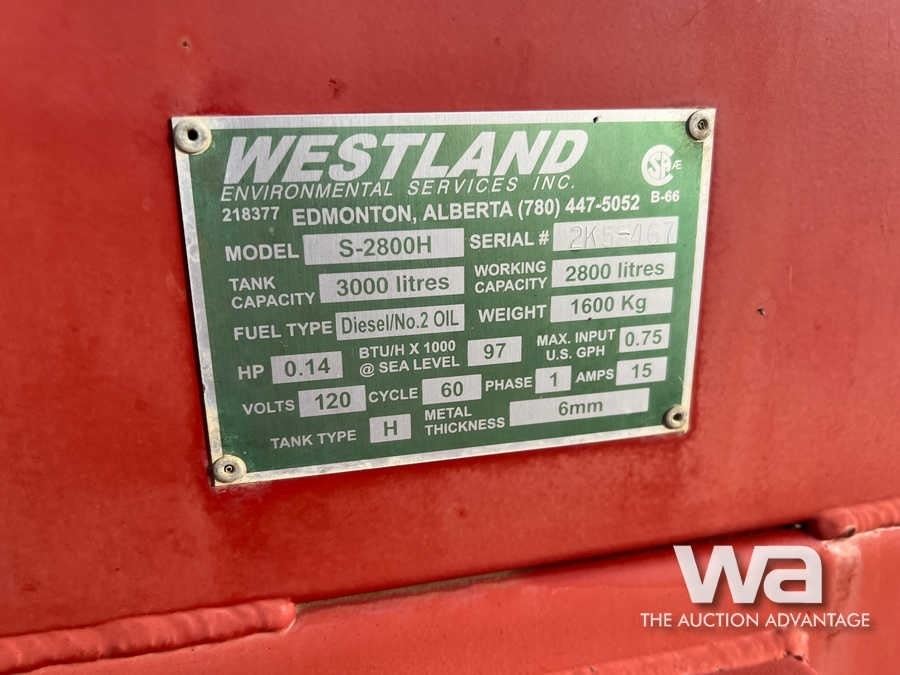 WESTLAND
ENVIRONMENTAL SERVICES INC.
CSA Æ
B-66
218377 EDMONTON, ALBERTA (780) 447-5052
MODEL S-2800H SERIAL # 2K5-467
TANK CAPACITY 3000 litres WORKING CAPACITY 2800 litres
FUEL TYPE Diesel/No.2 OIL WEIGHT 1600 Kg
HP 0.14 BTU/H X 1000 @ SEA LEVEL 97 MAX. INPUT U.S. GPH 0.75
VOLTS 120 CYCLE 60 PHASE 1 AMPS 15
TANK TYPE H METAL THICKNESS 6mm
wa
THE AUCTION ADVANTAGE